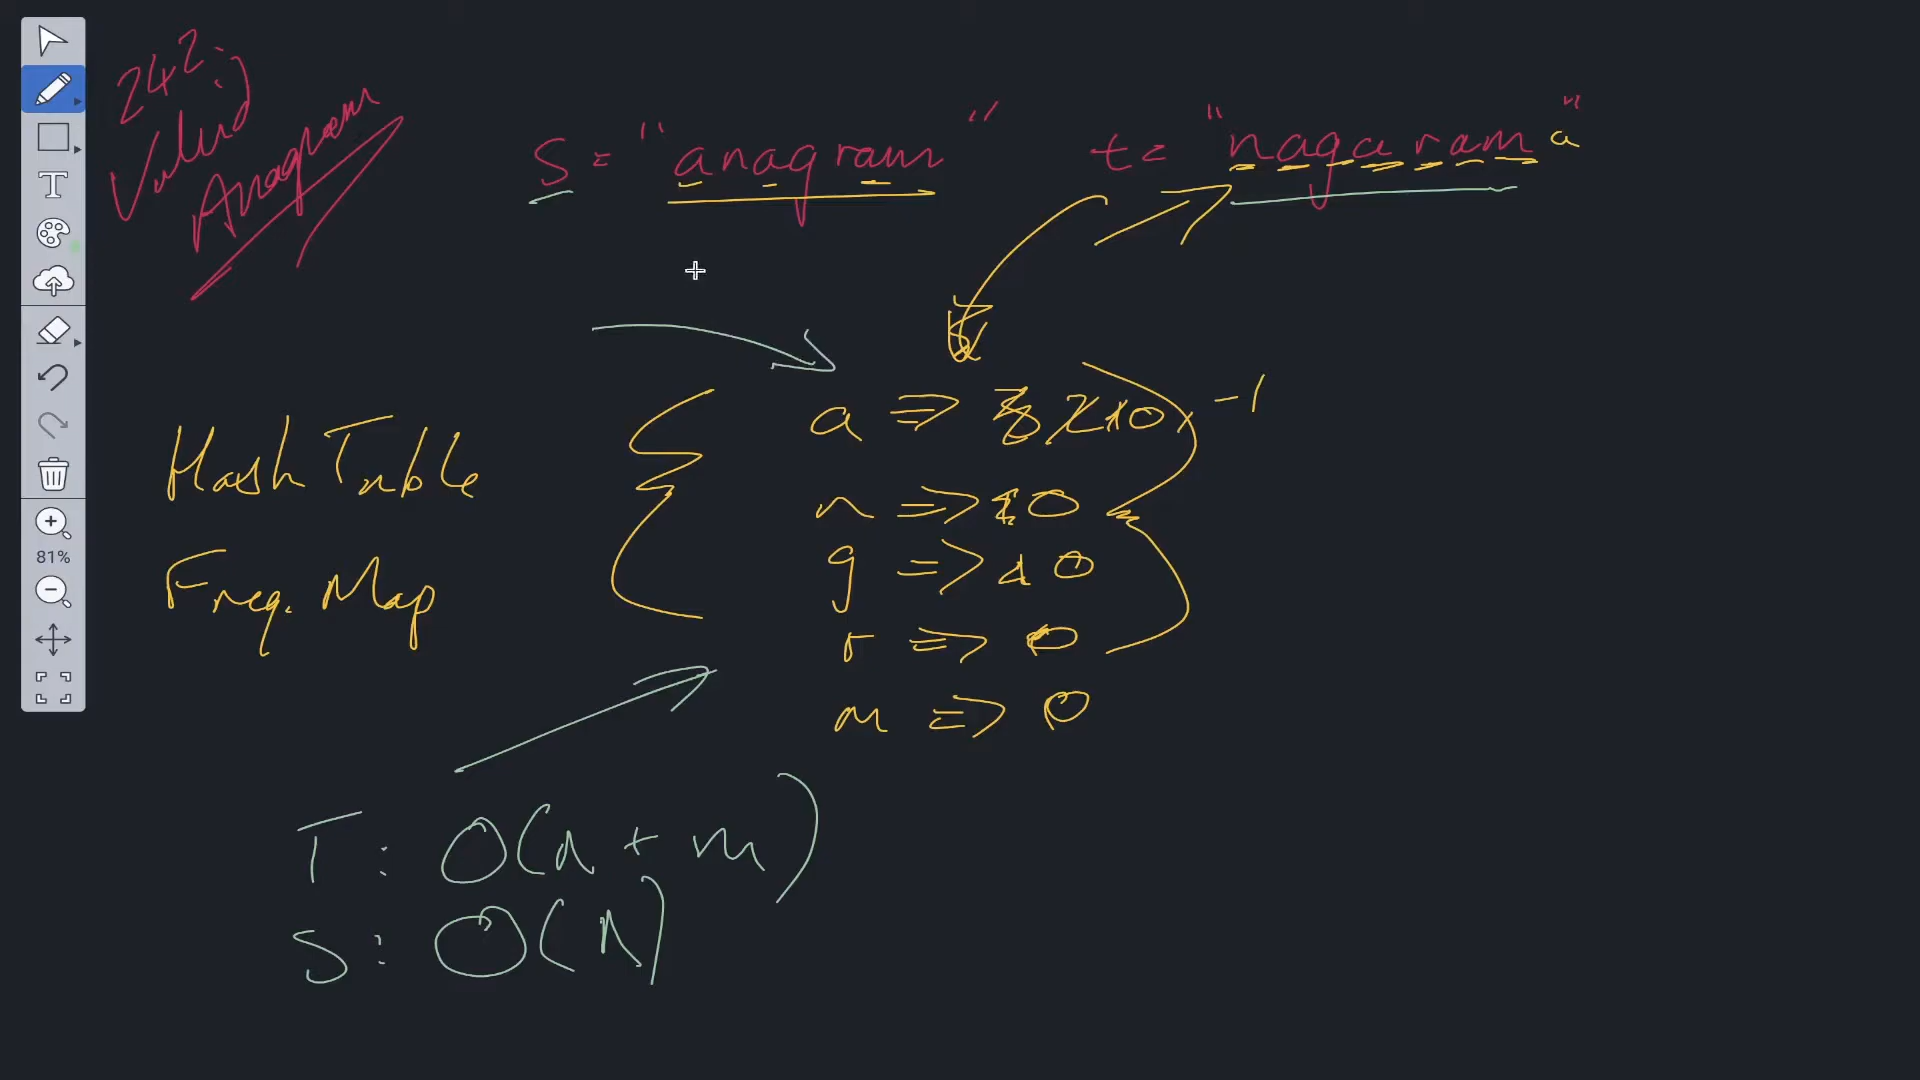 242:)
Valid
Anagram
s = "anagram"
t = "nagaram" a
Hash Table
Freq. Map
a => 3 2 1 0, -1
n => 1 0
g => 1 0
r => 0
m => 0
T: O(n + m)
S: O(n)
T
81%